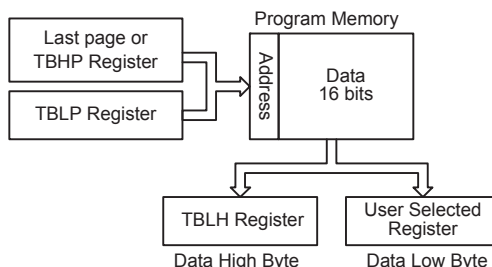 Program Memory
Last page or
TBHP Register
TBLP Register
Address
Data
16 bits
TBLH Register
User Selected
Register
Data High Byte
Data Low Byte